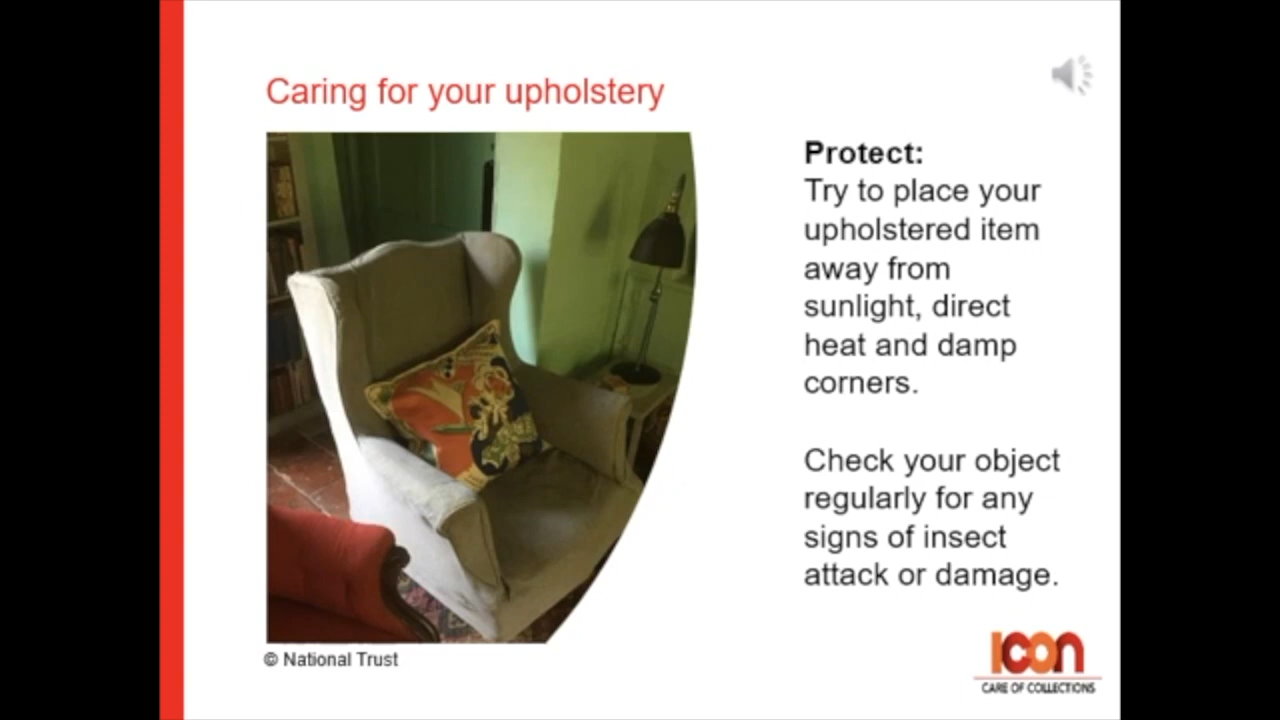 Caring for your upholstery
Protect:
Try to place your
upholstered item
away from
sunlight, direct
heat and damp
corners.
Check your object
regularly for any
signs of insect
attack or damage.
© National Trust
Icon
CARE OF COLLECTIONS